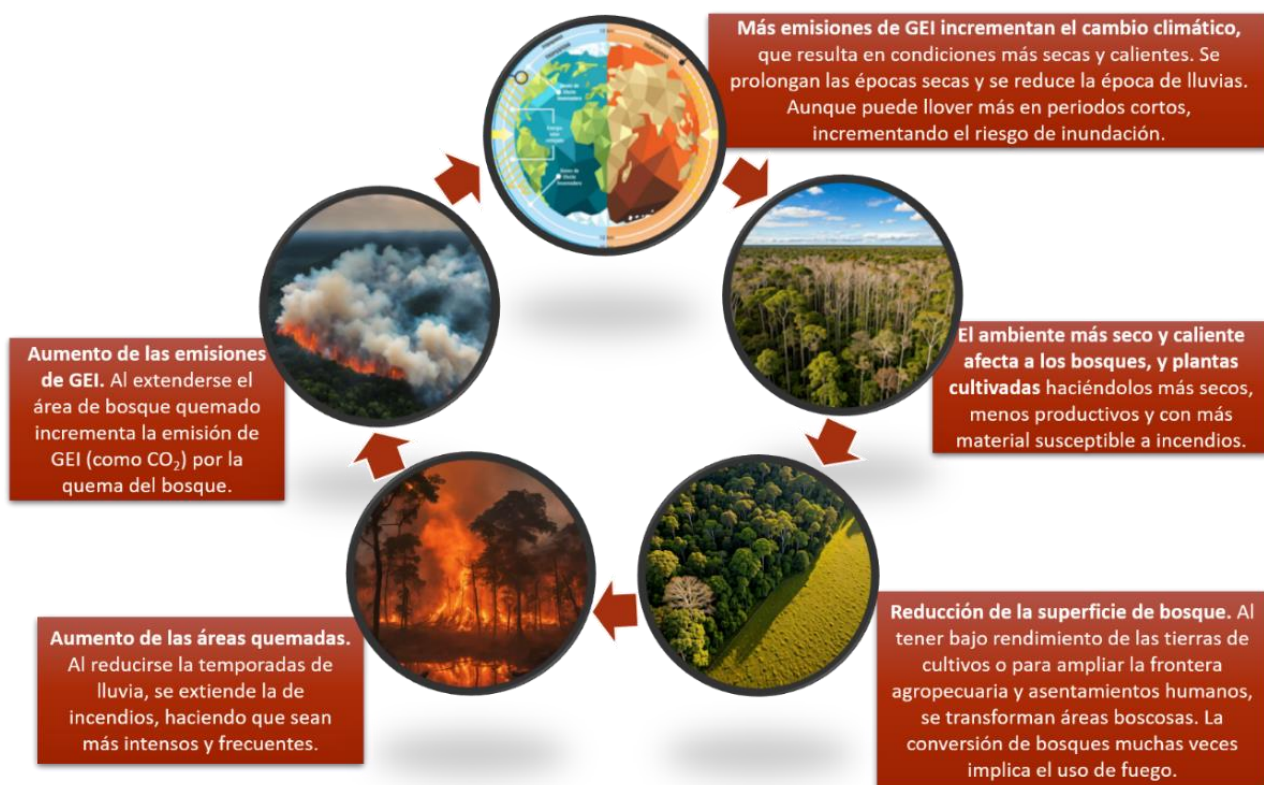 Más emisiones de GEI incrementan el cambio climático,
que resulta en condiciones más secas y calientes. Se
prolongan las épocas secas y se reduce la época de lluvias.
Aunque puede llover más en periodos cortos,
incrementando el riesgo de inundación.
El ambiente más seco y caliente
afecta a los bosques, y plantas
cultivadas haciéndolos más secos,
menos productivos y con más
material susceptible a incendios.
Reducción de la superficie de bosque. Al
tener bajo rendimiento de las tierras de
cultivos o para ampliar la frontera
agropecuaria y asentamientos humanos,
se transforman áreas boscosas. La
conversión de bosques muchas veces
implica el uso de fuego.
Aumento de las áreas quemadas.
Al reducirse la temporadas de
lluvia, se extiende la de
incendios, haciendo que sean
más intensos y frecuentes.
Aumento de las emisiones
de GEI. Al extenderse el
área de bosque quemado
incrementa la emisión de
GEI (como CO₂) por la
quema del bosque.